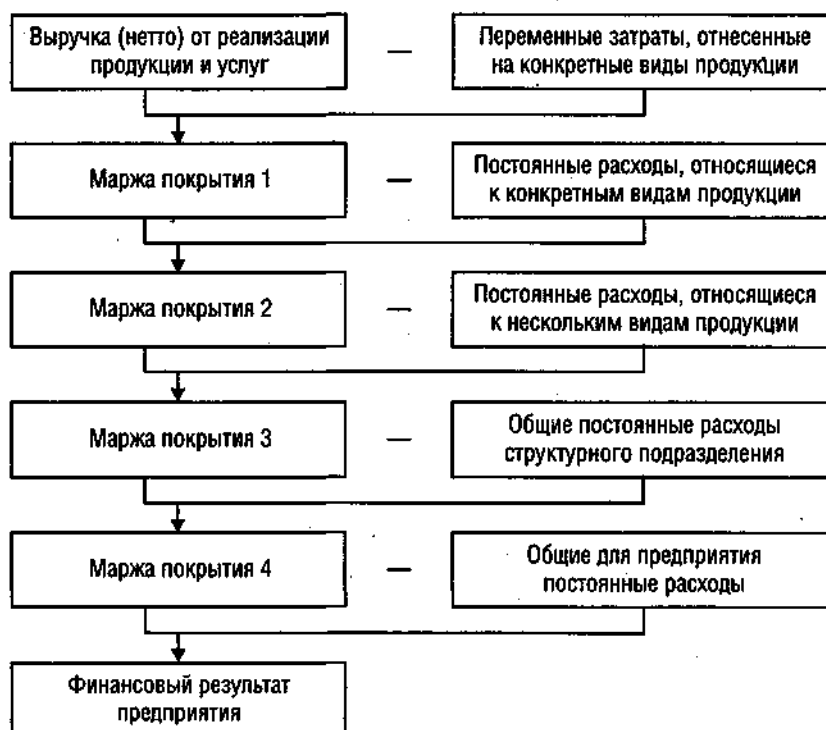 Выручка (нетто) от реализации
продукции и услуг
—
Переменные затраты, отнесенные
на конкретные виды продукции
Маржа покрытия 1
—
Постоянные расходы, относящиеся
к конкретным видам продукции
Маржа покрытия 2
—
Постоянные расходы, относящиеся
к нескольким видам продукции
Маржа покрытия 3
—
Общие постоянные расходы
структурного подразделения
Маржа покрытия 4
—
Общие для предприятия
постоянные расходы
Финансовый результат
предприятия